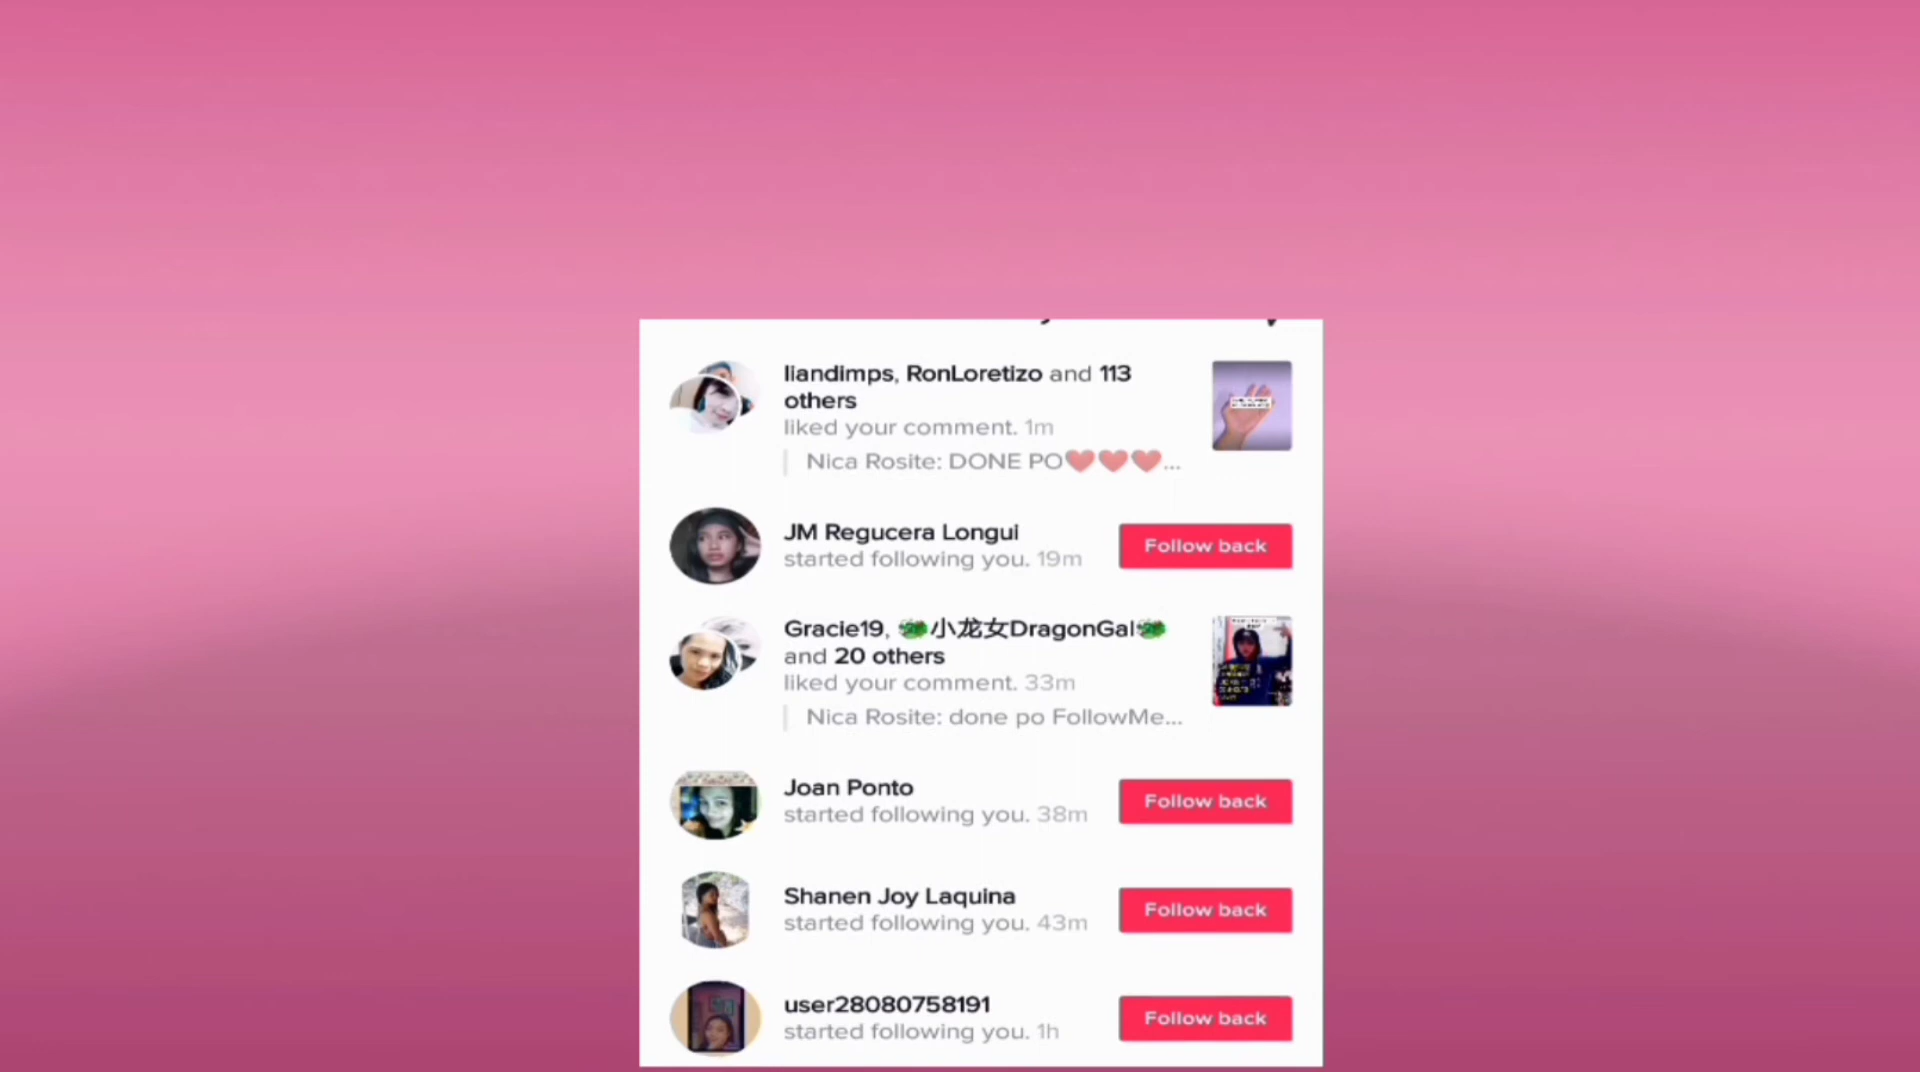 liandimps, RonLoretizo and 113
others
liked your comment. 1m
Nica Rosite: DONE PO❤️❤️❤️...
JM Regucera Longui
started following you. 19m
Follow back
Gracie19, 🐲小龙女DragonGal🐲
and 20 others
liked your comment. 33m
Nica Rosite: done po FollowMe...
Joan Ponto
started following you. 38m
Follow back
Shanen Joy Laquina
started following you. 43m
Follow back
user28080758191
started following you. 1h
Follow back